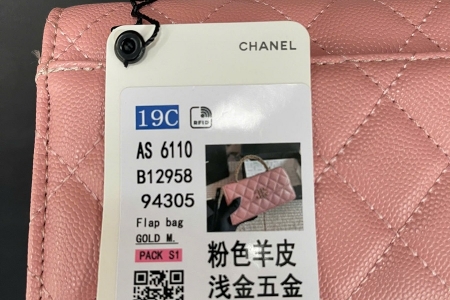 CHANEL
19C
RFID
AS 6110
B12958
94305
Flap bag
GOLD M.
PACK S1
粉色羊皮
浅金五金